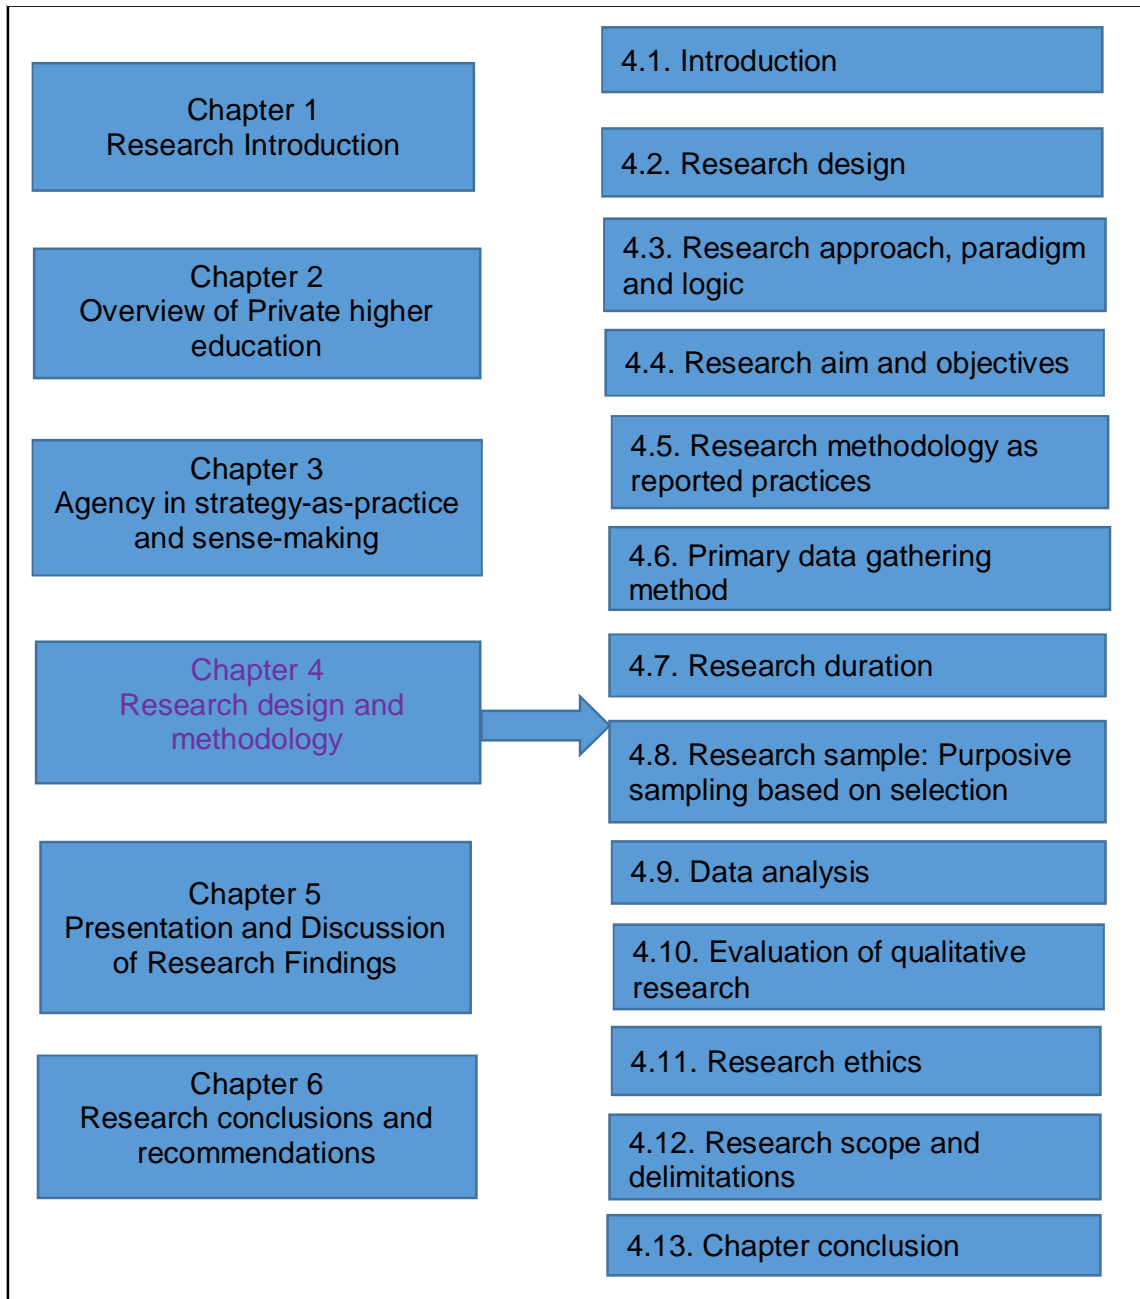 Chapter 1
Research Introduction
Chapter 2
Overview of Private higher
education
Chapter 3
Agency in strategy-as-practice
and sense-making
Chapter 4
Research design and
methodology
Chapter 5
Presentation and Discussion
of Research Findings
Chapter 6
Research conclusions and
recommendations
4.1. Introduction
4.2. Research design
4.3. Research approach, paradigm
and logic
4.4. Research aim and objectives
4.5. Research methodology as
reported practices
4.6. Primary data gathering
method
4.7. Research duration
4.8. Research sample: Purposive
sampling based on selection
4.9. Data analysis
4.10. Evaluation of qualitative
research
4.11. Research ethics
4.12. Research scope and
delimitations
4.13. Chapter conclusion